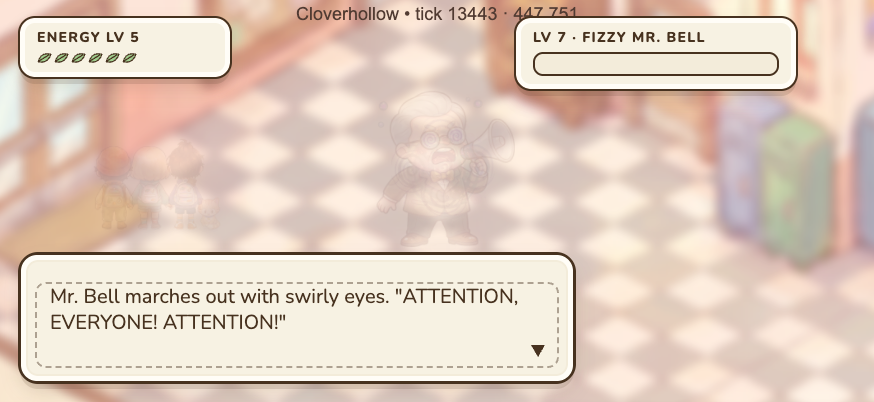 Cloverhollow • tick 13443 · 447,751
ENERGY LV 5
LV 7 · FIZZY MR. BELL
Mr. Bell marches out with swirly eyes. "ATTENTION,
EVERYONE! ATTENTION!"